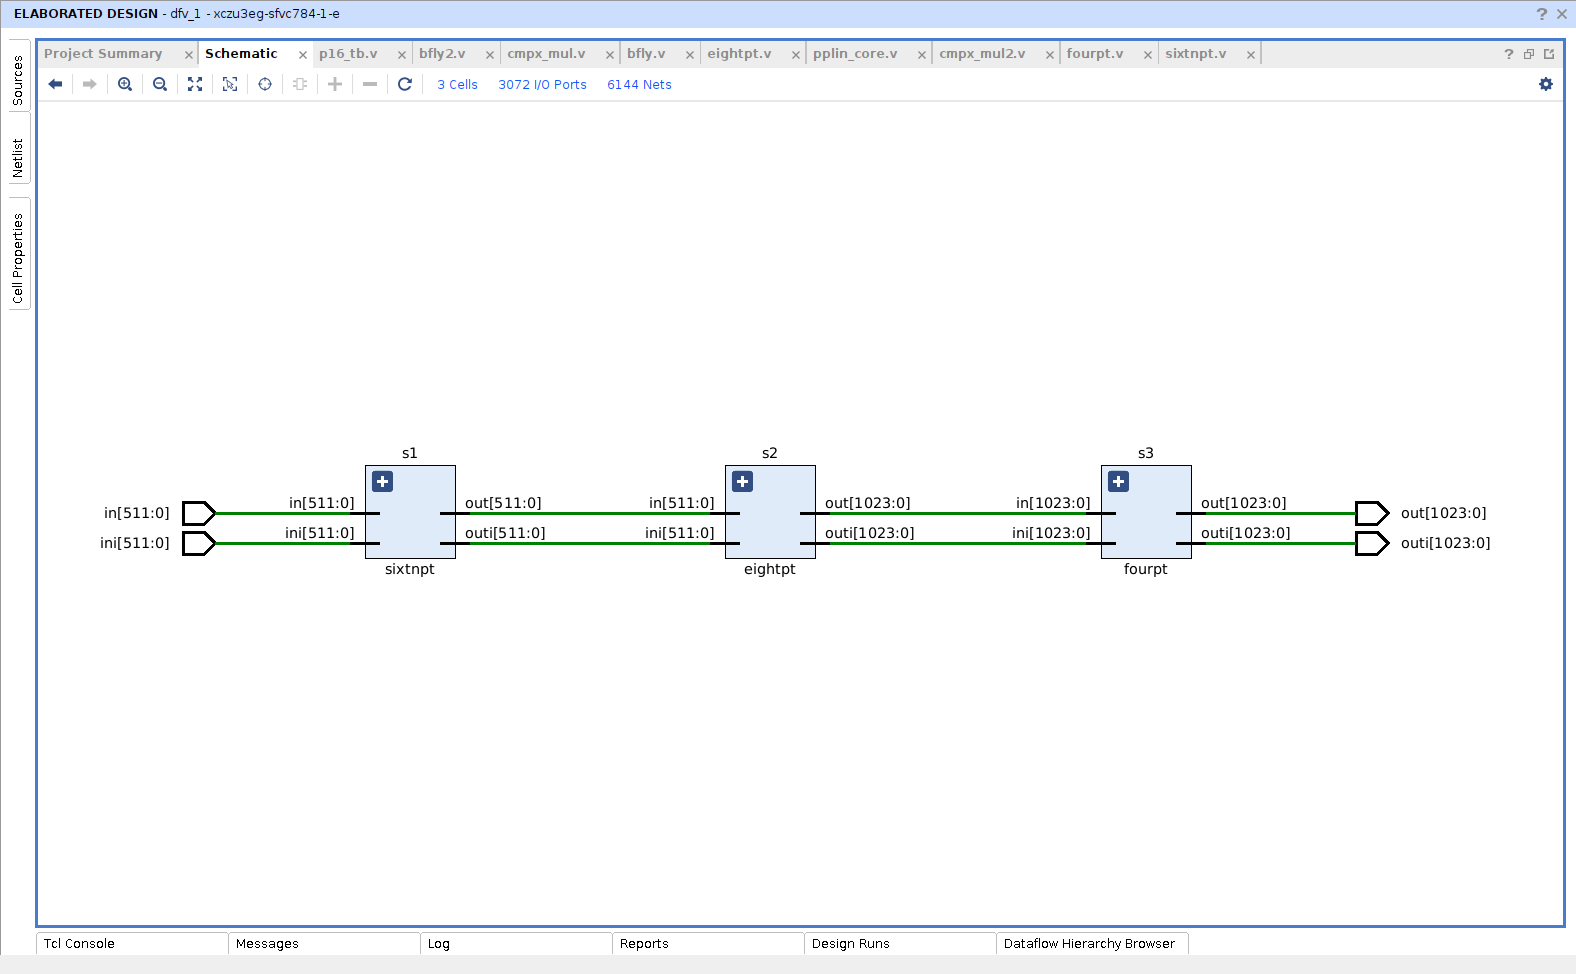 ELABORATED DESIGN - dfv_1 - xczu3eg-sfvc784-1-e
Sources
Netlist
Cell Properties
Project Summary Schematic p16_tb.v bfly2.v cmpx_mul.v bfly.v eightpt.v pplin_core.v cmpx_mul2.v fourpt.v sixtnpt.v
3 Cells 3072 I/O Ports 6144 Nets
s1 s2 s3
in[511:0] in[511:0] out[511:0] in[511:0] out[1023:0] in[1023:0] out[1023:0] out[1023:0]
ini[511:0] ini[511:0] outi[511:0] ini[511:0] outi[1023:0] ini[1023:0] outi[1023:0] outi[1023:0]
sixtnpt eightpt fourpt
Tcl Console Messages Log Reports Design Runs Dataflow Hierarchy Browser